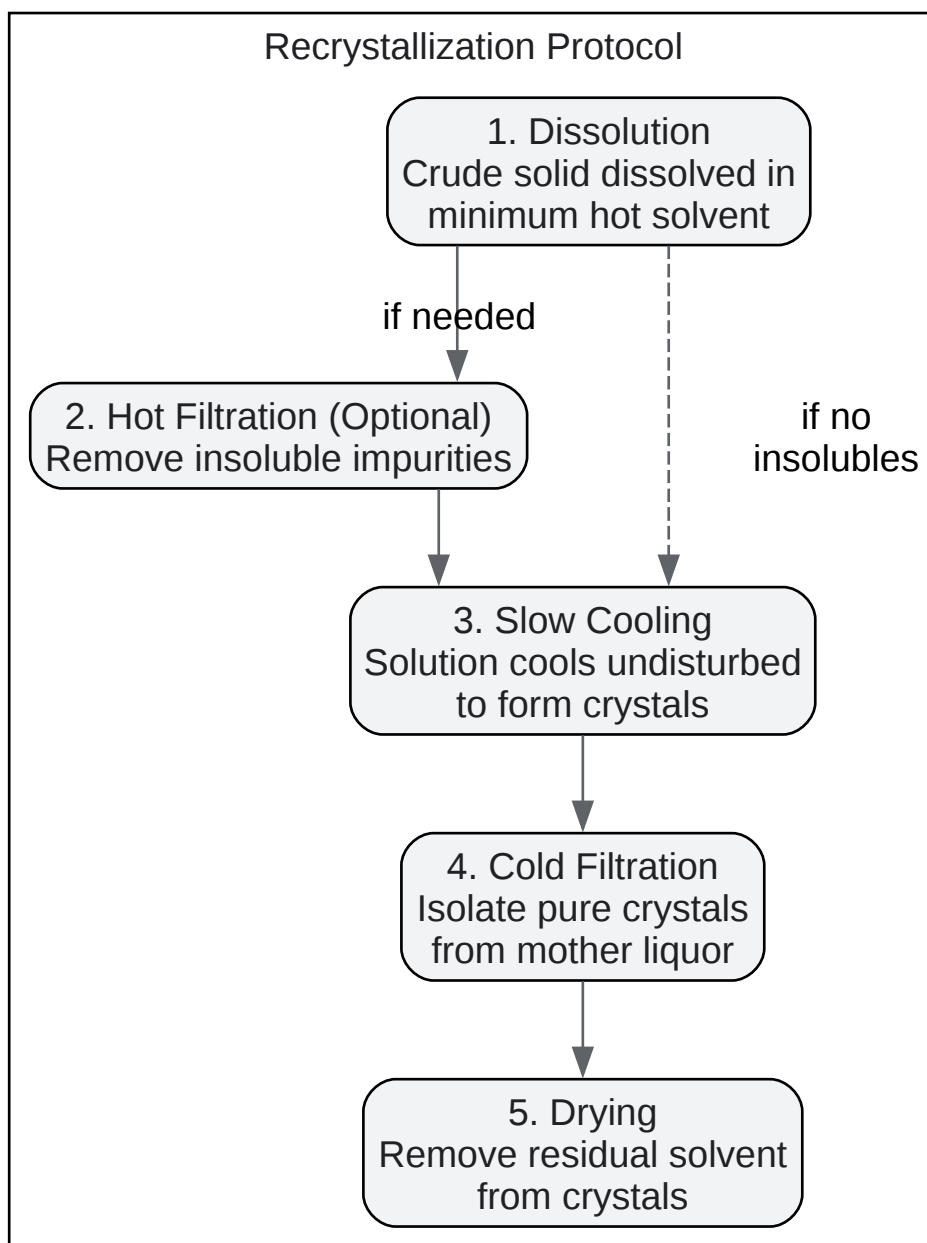 Recrystallization Protocol
1. Dissolution
Crude solid dissolved in
minimum hot solvent
if needed
2. Hot Filtration (Optional)
Remove insoluble impurities
if no
insolubles
3. Slow Cooling
Solution cools undisturbed
to form crystals
4. Cold Filtration
Isolate pure crystals
from mother liquor
5. Drying
Remove residual solvent
from crystals